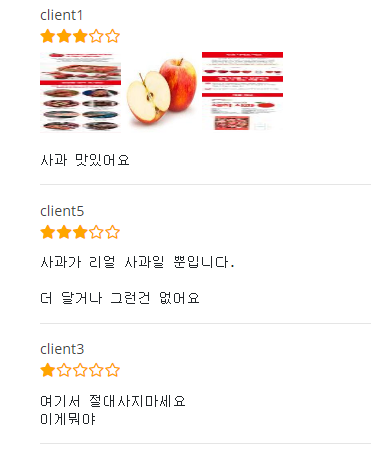 client1
사과 맛있어요
client5
사과가 리얼 사과일 뿐입니다.
더 달거나 그런건 없어요
client3
여기서 절대사지마세요
이게뭐야